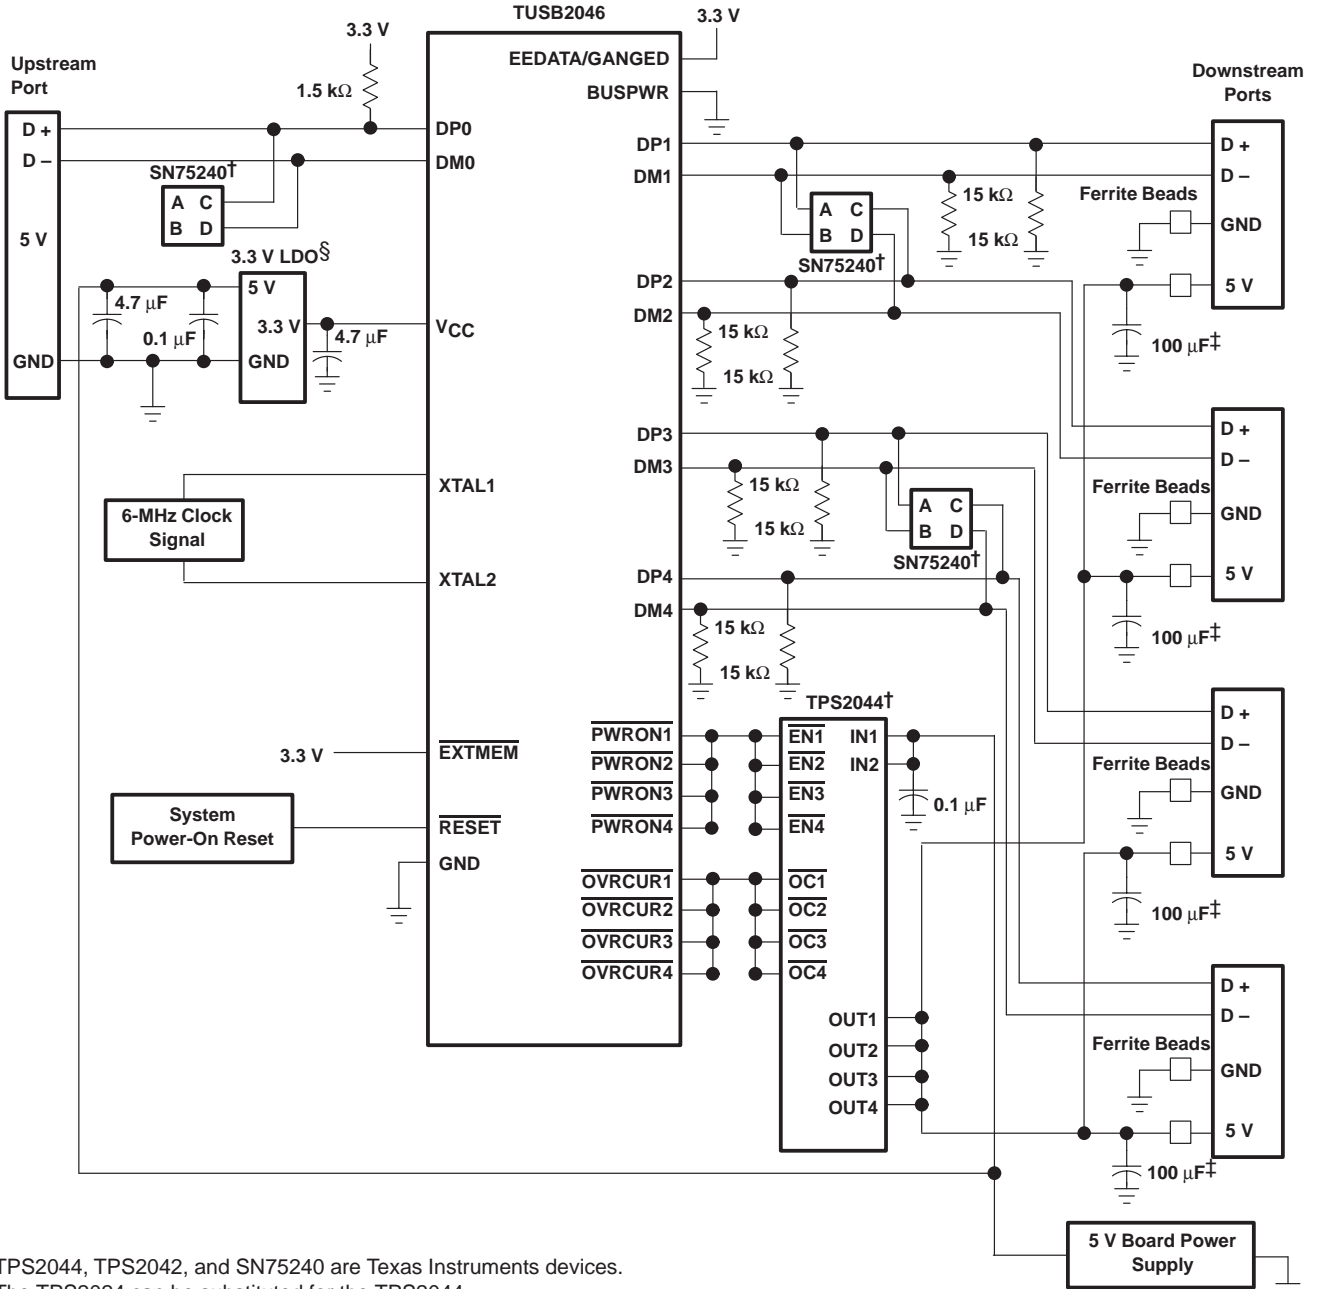 TUSB2046
3.3 V
3.3 V
EEDATA/GANGED
BUSPWR
Upstream
Port
1.5 kΩ
D +
D –
5 V
GND
DP0
DM0
SN75240†
A C
B D
3.3 V LDO§
5 V
3.3 V
GND
4.7 μF
0.1 μF
4.7 μF
VCC
XTAL1
6-MHz Clock
Signal
XTAL2
3.3 V
EXTMEM
System
Power-On Reset
RESET
GND
DP1
DM1
A C
B D
SN75240†
15 kΩ
15 kΩ
DP2
DM2
15 kΩ
15 kΩ
DP3
DM3
15 kΩ
15 kΩ
A C
B D
SN75240†
DP4
DM4
15 kΩ
15 kΩ
TPS2044†
PWRON1
PWRON2
PWRON3
PWRON4
EN1
EN2
EN3
EN4
IN1
IN2
0.1 μF
OVRCUR1
OVRCUR2
OVRCUR3
OVRCUR4
OC1
OC2
OC3
OC4
OUT1
OUT2
OUT3
OUT4
Downstream
Ports
D +
D –
Ferrite Beads
GND
5 V
100 μF‡
D +
D –
Ferrite Beads
GND
5 V
100 μF‡
D +
D –
Ferrite Beads
GND
5 V
100 μF‡
D +
D –
Ferrite Beads
GND
5 V
100 μF‡
5 V Board Power
Supply
TPS2044, TPS2042, and SN75240 are Texas Instruments devices.